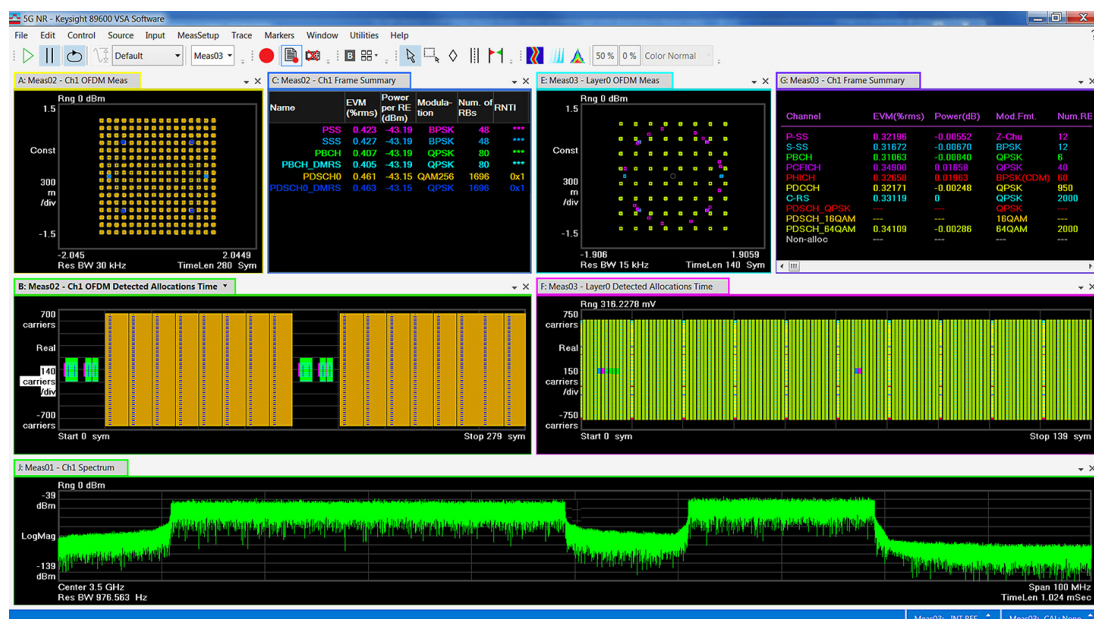 5G NR - Keysight 89600 VSA Software
File Edit Control Source Input MeasSetup Trace Markers Window Utilities Help
Default Meas03 50 % 0 % Color Normal
A: Meas02 - Ch1 OFDM Meas
Rng 0 dBm
1.5
Const
300
m
/div
-1.5
-2.045 2.0449
Res BW 30 kHz TimeLen 280 Sym
C: Meas02 - Ch1 Frame Summary
Name EVM (%rms) Power per RE (dBm) Modula-tion Num. of RBs RNTI
PSS 0.423 -43.19 BPSK 48 ***
SSS 0.427 -43.19 BPSK 48 ***
PBCH 0.407 -43.19 QPSK 80 ***
PBCH_DMRS 0.405 -43.19 QPSK 80 ***
PDSCH0 0.461 -43.15 QAM256 1696 0x1
PDSCH0_DMRS 0.463 -43.15 QPSK 1696 0x1
E: Meas03 - Layer0 OFDM Meas
Rng 0 dBm
1.5
Const
300
m
/div
-1.5
-1.906 1.9059
Res BW 15 kHz TimeLen 140 Sym
G: Meas03 - Ch1 Frame Summary
Channel EVM(%rms) Power(dB) Mod.Fmt. Num.RE
P-SS 0.32196 -0.00552 Z-Chu 12
S-SS 0.31672 -0.00670 BPSK 12
PBCH 0.31063 -0.00840 QPSK 6
PCFICH 0.34800 0.01858 QPSK 40
PHICH 0.32658 0.01963 BPSK(CDM) 60
PDCCH 0.32171 -0.00248 QPSK 950
C-RS 0.33119 0 QPSK 2000
PDSCH_QPSK --- --- QPSK ---
PDSCH_16QAM --- --- 16QAM ---
PDSCH_64QAM 0.34109 -0.00286 64QAM 2000
Non-alloc --- --- --- ---
B: Meas02 - Ch1 OFDM Detected Allocations Time
700
carriers
Real
140
carriers
/div
-700
carriers
Start 0 sym Stop 279 sym
F: Meas03 - Layer0 Detected Allocations Time
Rng 316.2278 mV
750
carriers
Real
150
carriers
/div
-750
carriers
Start 0 sym Stop 139 sym
J: Meas01 - Ch1 Spectrum
Rng 0 dBm
-39
dBm
LogMag
-139
dBm
Center 3.5 GHz Span 100 MHz
Res BW 976.563 Hz TimeLen 1.024 mSec
Meas03: INT REF Meas03: CAL: None